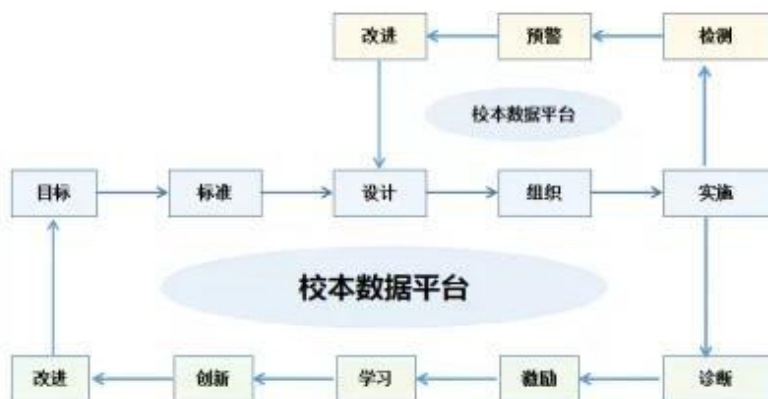 改进
预警
检测
校本数据平台
目标
标准
设计
组织
实施
校本数据平台
改进
创新
学习
激励
诊断